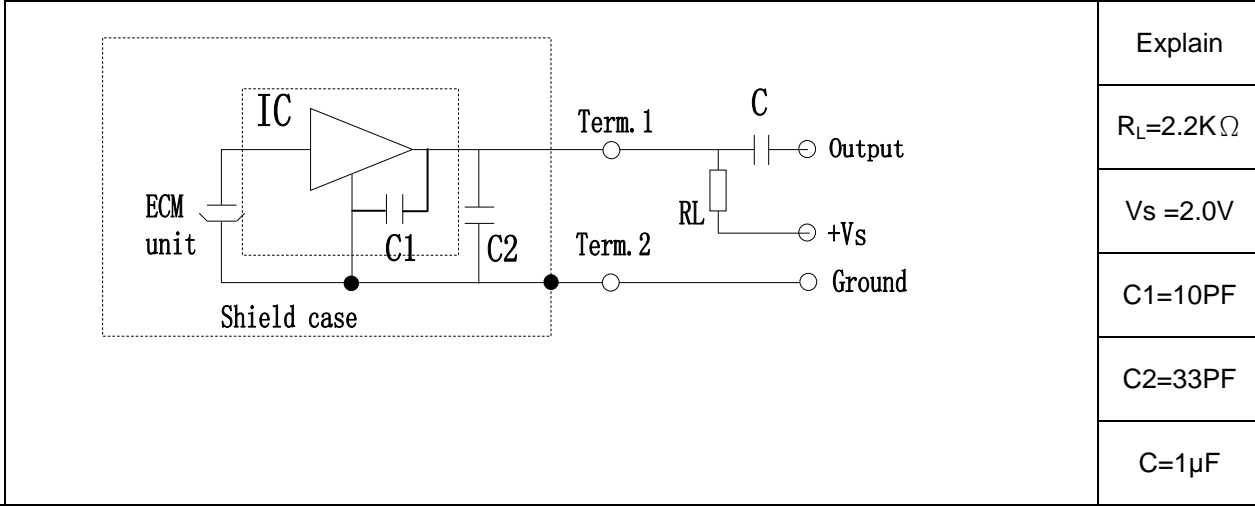 IC
ECM
unit
C1
C2
Shield case
Term. 1
Term. 2
C
RL
Output
+Vs
Ground
Explain
RL=2.2KΩ
Vs =2.0V
C1=10PF
C2=33PF
C=1µF